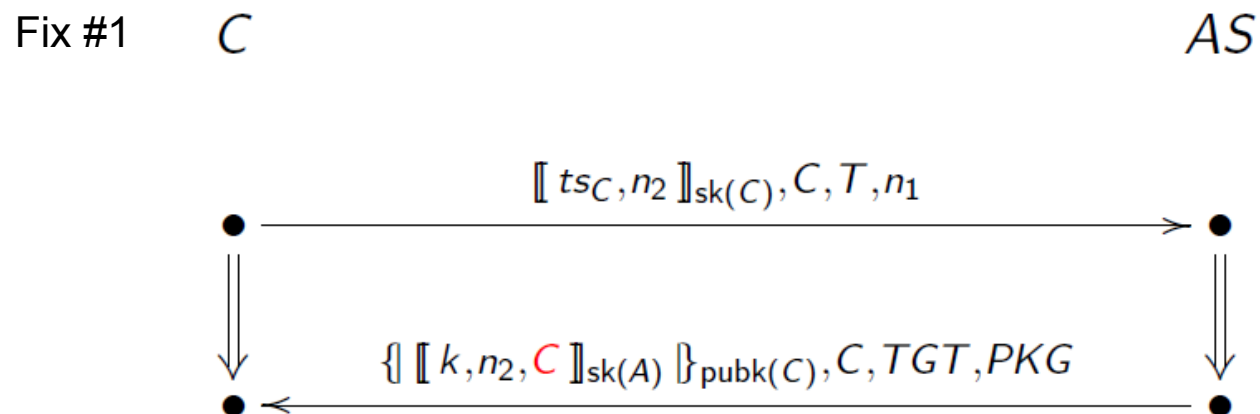 Fix #1 C AS
⟦ ts_C, n_2 ⟧_sk(C), C, T, n_1
{| ⟦ k, n_2, C ⟧_sk(A) |}_pubk(C), C, TGT, PKG